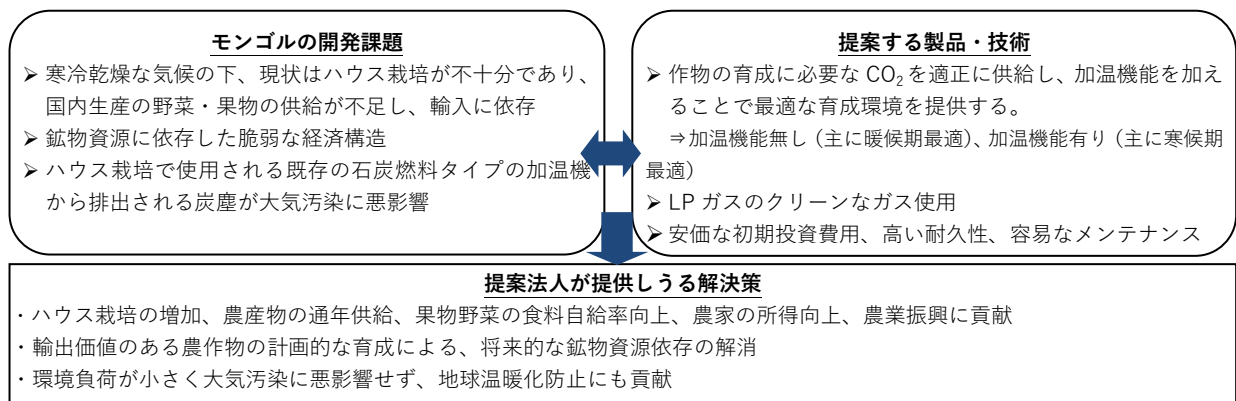 モンゴルの開発課題
➢ 寒冷乾燥な気候の下、現状はハウス栽培が不十分であり、
国内生産の野菜・果物の供給が不足し、輸入に依存
➢ 鉱物資源に依存した脆弱な経済構造
➢ ハウス栽培で使用される既存の石炭燃料タイプの加温機
から排出される炭塵が大気汚染に悪影響
提案する製品・技術
➢ 作物の育成に必要な CO₂を適正に供給し、加温機能を加え
ることで最適な育成環境を提供する。
⇒加温機能無し（主に暖候期最適）、加温機能有り（主に寒候期
最適）
➢ LP ガスのクリーンなガス使用
➢ 安価な初期投資費用、高い耐久性、容易なメンテナンス
提案法人が提供しうる解決策
・ハウス栽培の増加、農産物の通年供給、果物野菜の食料自給率向上、農家の所得向上、農業振興に貢献
・輸出価値のある農作物の計画的な育成による、将来的な鉱物資源依存の解消
・環境負荷が小さく大気汚染に悪影響せず、地球温暖化防止にも貢献